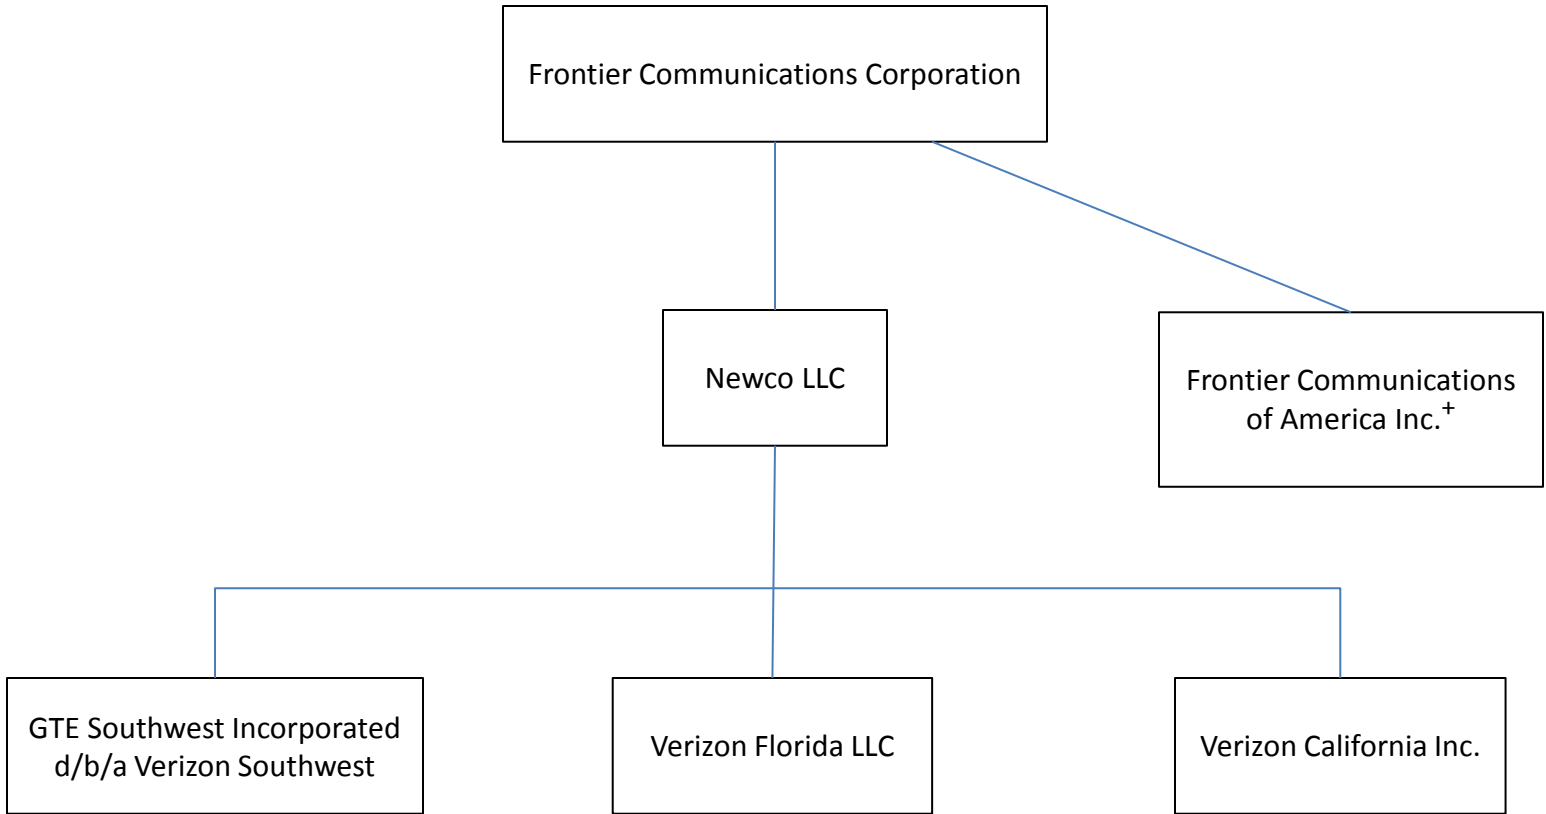 Frontier Communications Corporation
Newco LLC
Frontier Communications
of America Inc.+
GTE Southwest Incorporated
d/b/a Verizon Southwest
Verizon Florida LLC
Verizon California Inc.